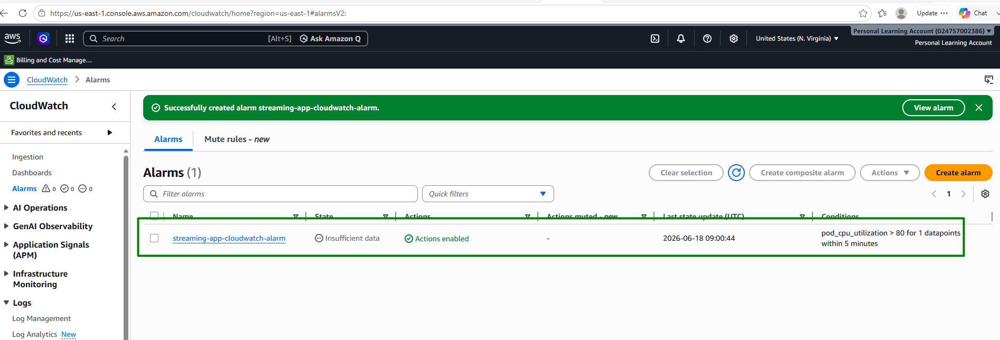 https://us-east-1.console.aws.amazon.com/cloudwatch/home?region=us-east-1#alarmsV2:
Update
Chat
aws
Search
[Alt+S]
Ask Amazon Q
United States (N. Virginia)
Personal Learning Account (024757002386)
Personal Learning Account
Billing and Cost Manage...
CloudWatch
Alarms
CloudWatch
Favorites and recents
Ingestion
Dashboards
Alarms 0 0 0
AI Operations
GenAI Observability
Application Signals
(APM)
Infrastructure
Monitoring
Logs
Log Management
Log Analytics New
Successfully created alarm streaming-app-cloudwatch-alarm.
View alarm
Alarms
Mute rules - new
Alarms (1)
Clear selection
Create composite alarm
Actions
Create alarm
Filter alarms
Quick filters
1
Name
State
Actions
Actions muted - new
Last state update (UTC)
Conditions
streaming-app-cloudwatch-alarm
Insufficient data
Actions enabled
-
2026-06-18 09:00:44
pod_cpu_utilization > 80 for 1 datapoints
within 5 minutes